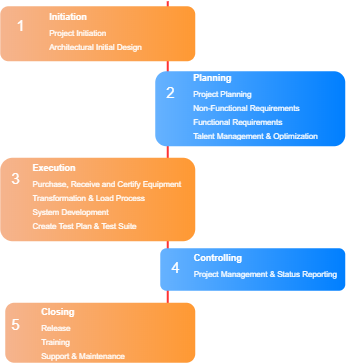 1
Initiation
Project Initiation
Architectural Initial Design
2
Planning
Project Planning
Non-Functional Requirements
Functional Requirements
Talent Management & Optimization
3
Execution
Purchase, Receive and Certify Equipment
Transformation & Load Process
System Development
Create Test Plan & Test Suite
4
Controlling
Project Management & Status Reporting
5
Closing
Release
Training
Support & Maintenance